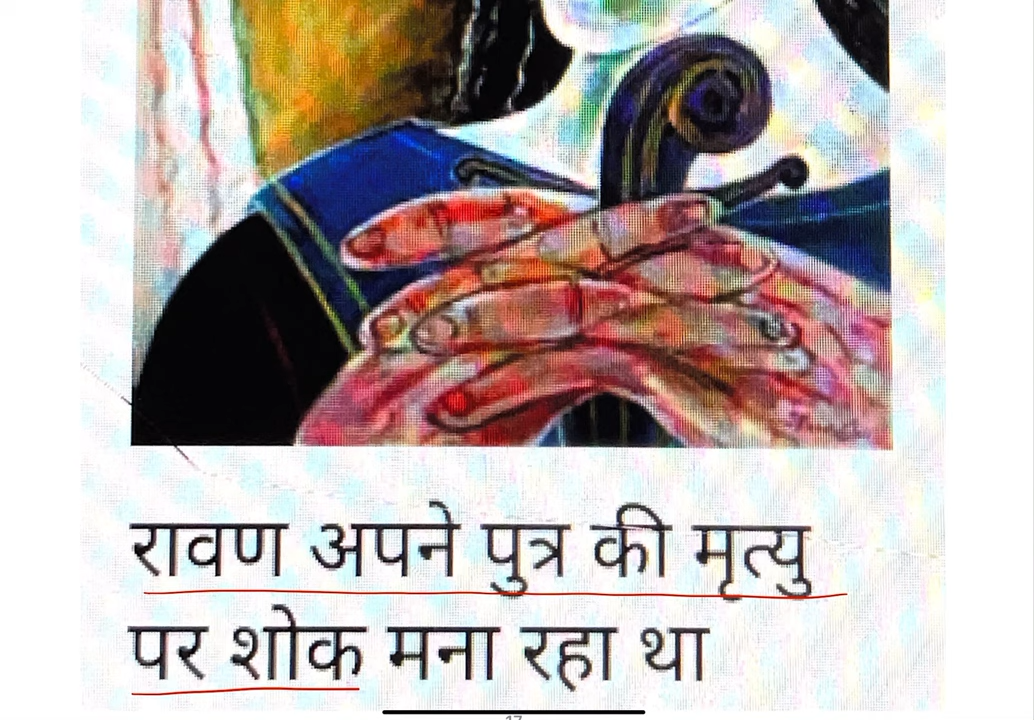 रावण अपने पुत्र की मृत्यु
पर शोक मना रहा था